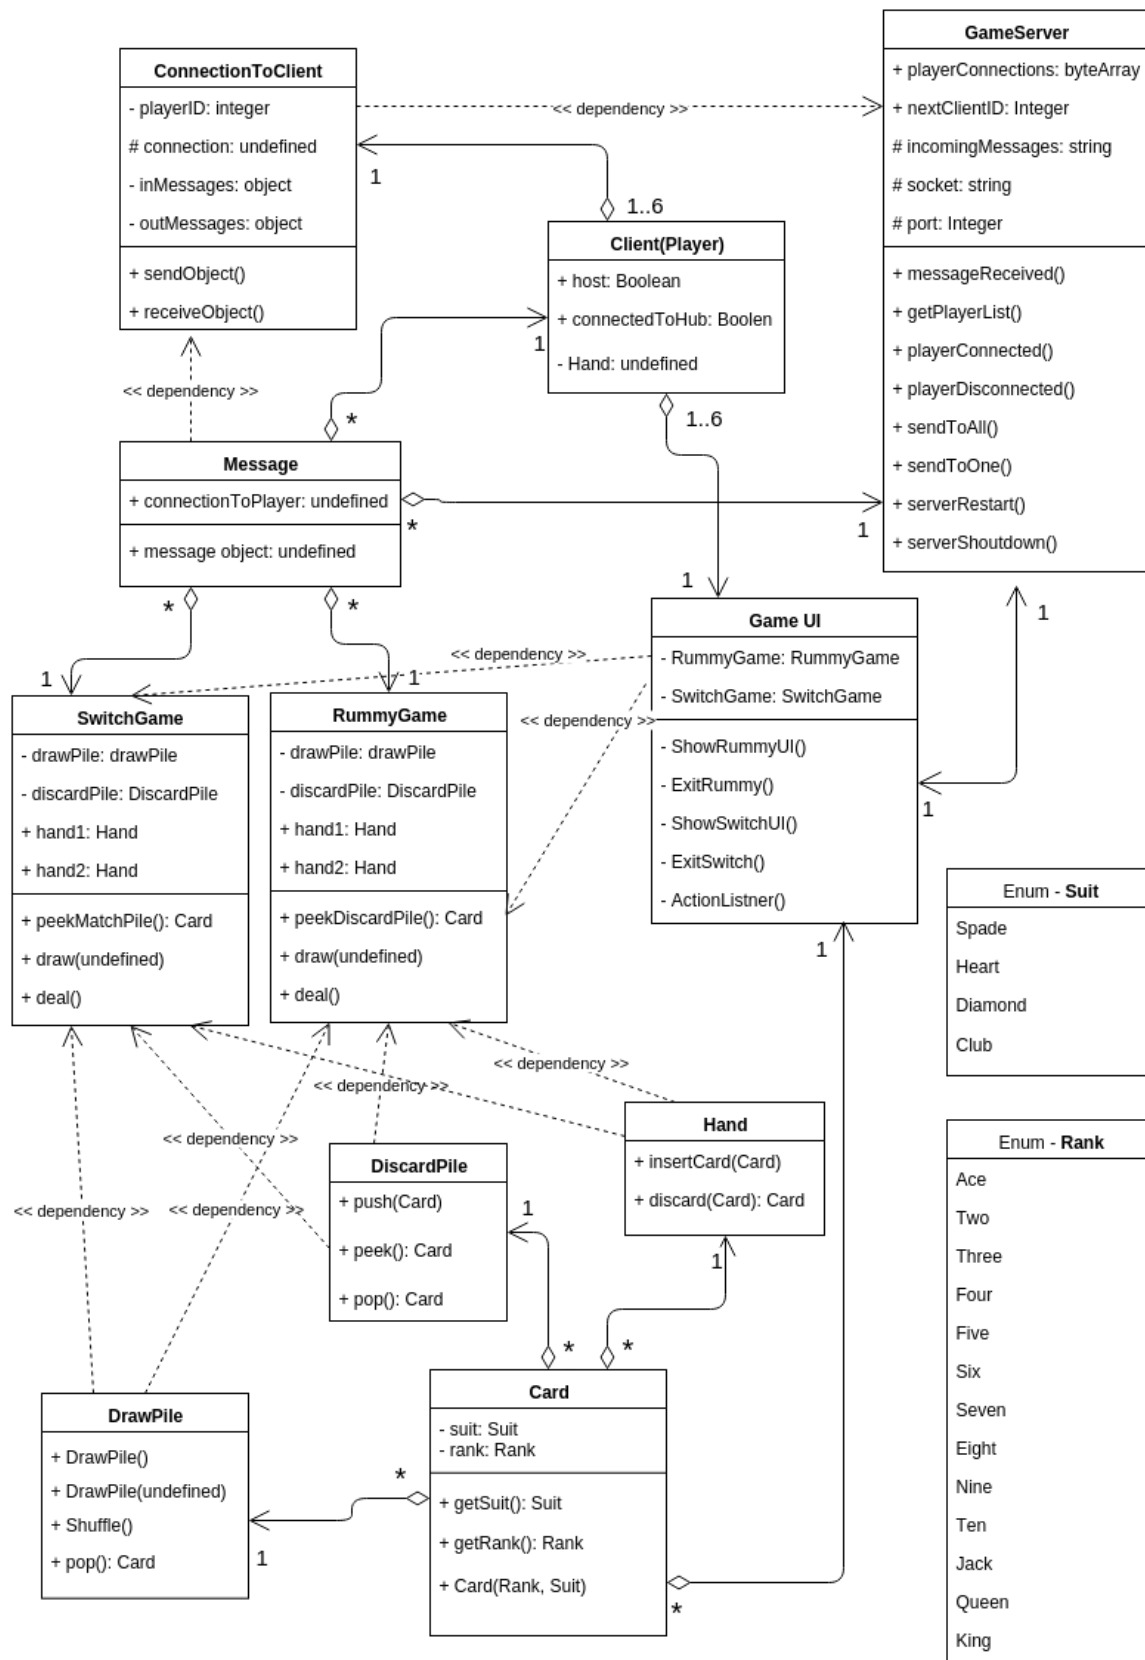 GameServer
+ playerConnections: byteArray
+ nextClientID: Integer
# incomingMessages: string
# socket: string
# port: Integer
+ messageReceived()
+ getPlayerList()
+ playerConnected()
+ playerDisconnected()
+ sendToAll()
+ sendToOne()
+ serverRestart()
+ serverShoutdown()
ConnectionToClient
- playerID: integer
# connection: undefined
- inMessages: object
- outMessages: object
+ sendObject()
+ receiveObject()
<< dependency >>
1
1..6
Client(Player)
+ host: Boolean
+ connectedToHub: Boolen
- Hand: undefined
1
1..6
<< dependency >>
*
Message
+ connectionToPlayer: undefined
+ message object: undefined
*
1
*
*
1
1
1
1
1
Game UI
- RummyGame: RummyGame
- SwitchGame: SwitchGame
- ShowRummyUI()
- ExitRummy()
- ShowSwitchUI()
- ExitSwitch()
- ActionListner()
<< dependency >>
<< dependency >>
1
SwitchGame
- drawPile: drawPile
- discardPile: DiscardPile
+ hand1: Hand
+ hand2: Hand
+ peekMatchPile(): Card
+ draw(undefined)
+ deal()
RummyGame
- drawPile: drawPile
- discardPile: DiscardPile
+ hand1: Hand
+ hand2: Hand
+ peekDiscardPile(): Card
+ draw(undefined)
+ deal()
Enum - Suit
Spade
Heart
Diamond
Club
<< dependency >>
<< dependency >>
<< dependency >>
<< dependency >>
<< dependency >>
Hand
+ insertCard(Card)
+ discard(Card): Card
DiscardPile
+ push(Card)
+ peek(): Card
+ pop(): Card
1
1
*
*
Enum - Rank
Ace
Two
Three
Four
Five
Six
Seven
Eight
Nine
Ten
Jack
Queen
King
DrawPile
+ DrawPile()
+ DrawPile(undefined)
+ Shuffle()
+ pop(): Card
*
1
Card
- suit: Suit
- rank: Rank
+ getSuit(): Suit
+ getRank(): Rank
+ Card(Rank, Suit)
*